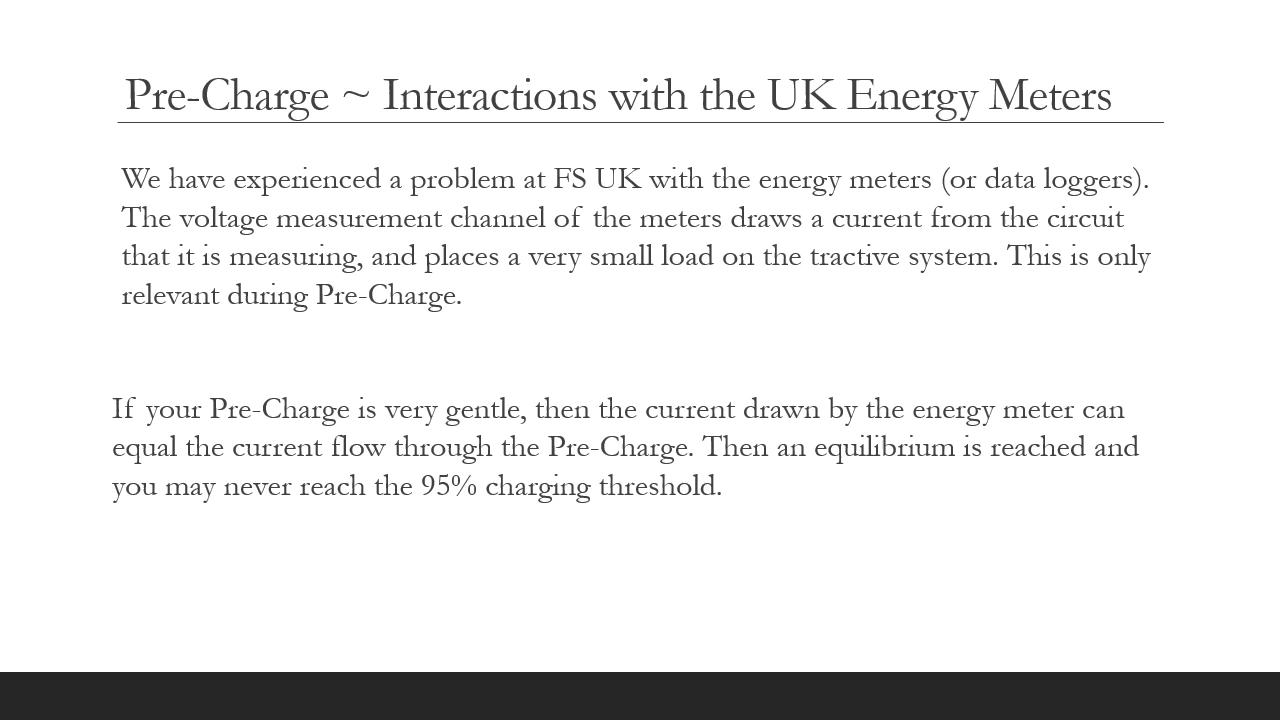 Pre-Charge ~ Interactions with the UK Energy Meters
We have experienced a problem at FS UK with the energy meters (or data loggers).
The voltage measurement channel of the meters draws a current from the circuit
that it is measuring, and places a very small load on the tractive system. This is only
relevant during Pre-Charge.
If your Pre-Charge is very gentle, then the current drawn by the energy meter can
equal the current flow through the Pre-Charge. Then an equilibrium is reached and
you may never reach the 95% charging threshold.